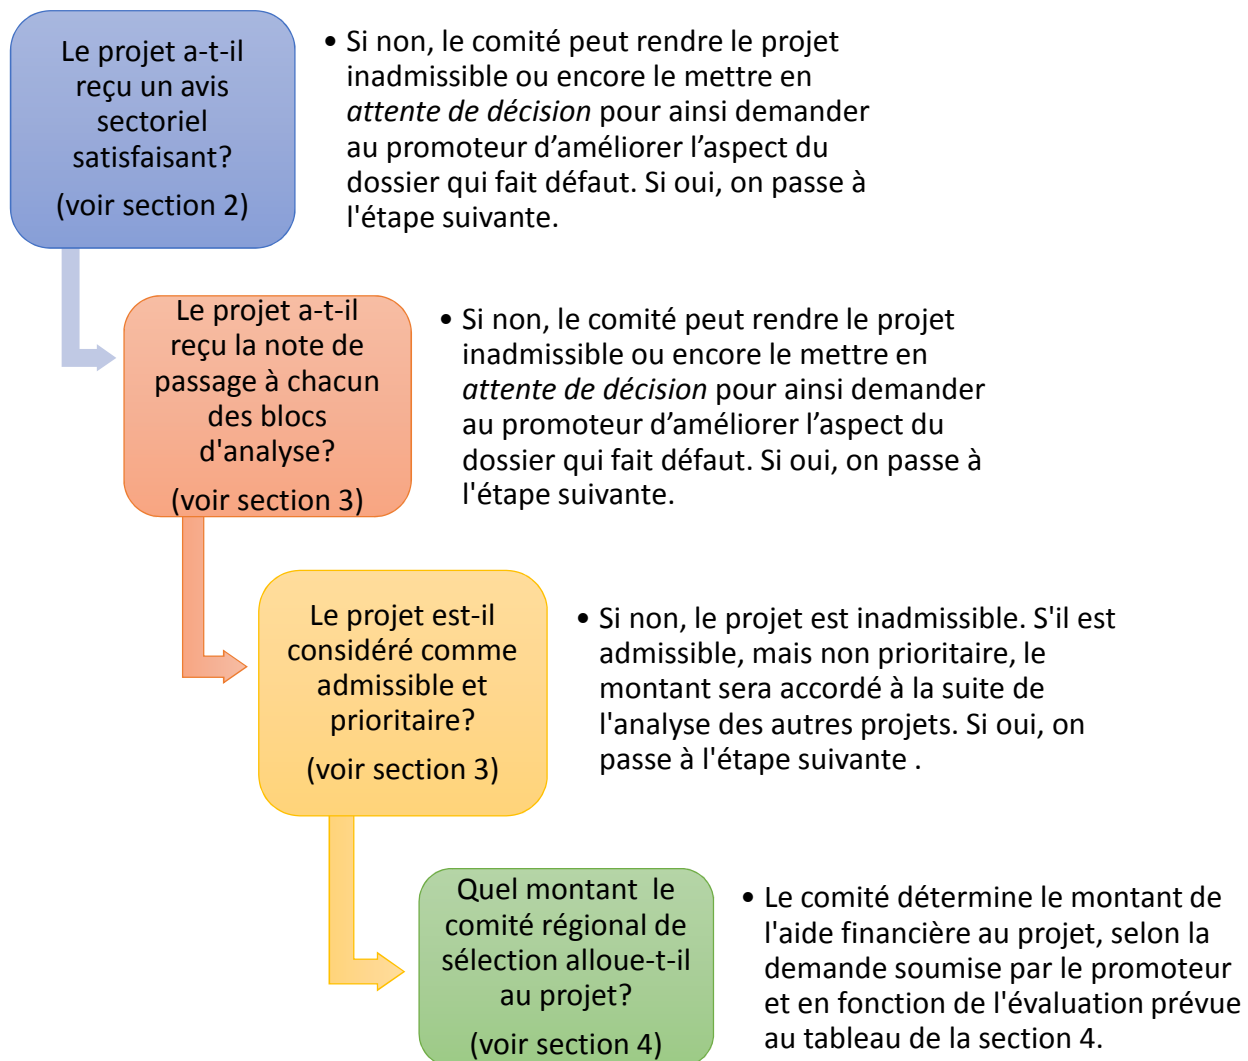 Le projet a-t-il
reçu un avis
sectoriel
satisfaisant?
(voir section 2)
• Si non, le comité peut rendre le projet
inadmissible ou encore le mettre en
attente de décision pour ainsi demander
au promoteur d’améliorer l’aspect du
dossier qui fait défaut. Si oui, on passe à
l'étape suivante.
Le projet a-t-il
reçu la note de
passage à chacun
des blocs
d'analyse?
(voir section 3)
• Si non, le comité peut rendre le projet
inadmissible ou encore le mettre en
attente de décision pour ainsi demander
au promoteur d’améliorer l’aspect du
dossier qui fait défaut. Si oui, on passe à
l'étape suivante.
Le projet est-il
considéré comme
admissible et
prioritaire?
(voir section 3)
• Si non, le projet est inadmissible. S'il est
admissible, mais non prioritaire, le
montant sera accordé à la suite de
l'analyse des autres projets. Si oui, on
passe à l'étape suivante .
Quel montant le
comité régional de
sélection alloue-t-il
au projet?
(voir section 4)
• Le comité détermine le montant de
l'aide financière au projet, selon la
demande soumise par le promoteur
et en fonction de l'évaluation prévue
au tableau de la section 4.